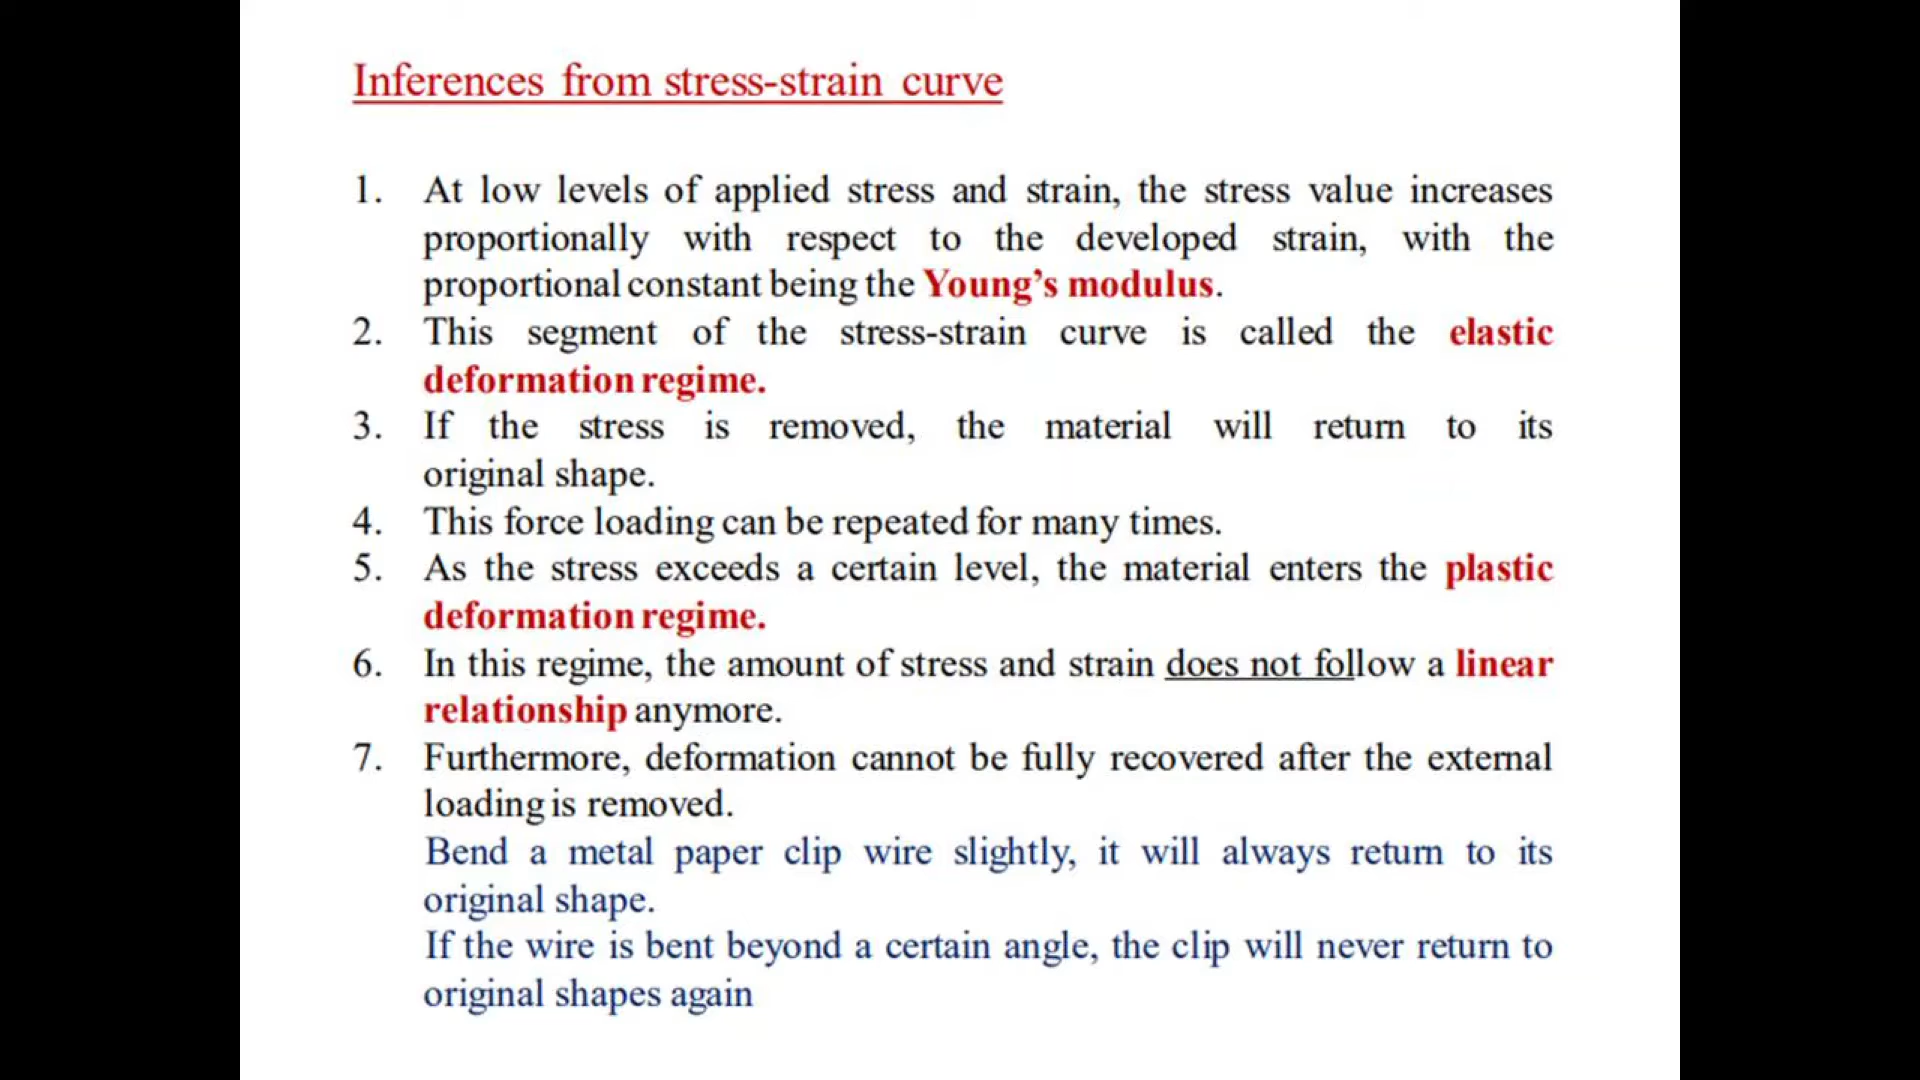 Inferences from stress-strain curve
1. At low levels of applied stress and strain, the stress value increases
proportionally with respect to the developed strain, with the
proportional constant being the Young’s modulus.
2. This segment of the stress-strain curve is called the elastic
deformation regime.
3. If the stress is removed, the material will return to its
original shape.
4. This force loading can be repeated for many times.
5. As the stress exceeds a certain level, the material enters the plastic
deformation regime.
6. In this regime, the amount of stress and strain does not follow a linear
relationship anymore.
7. Furthermore, deformation cannot be fully recovered after the external
loading is removed.
Bend a metal paper clip wire slightly, it will always return to its
original shape.
If the wire is bent beyond a certain angle, the clip will never return to
original shapes again